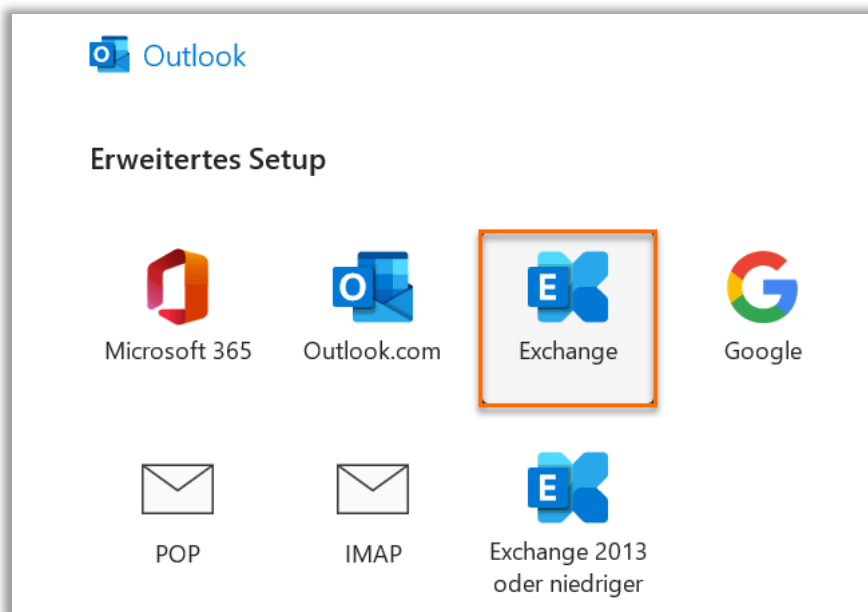 Outlook
Erweitertes Setup
Microsoft 365
Outlook.com
Exchange
Google
POP
IMAP
Exchange 2013
oder niedriger